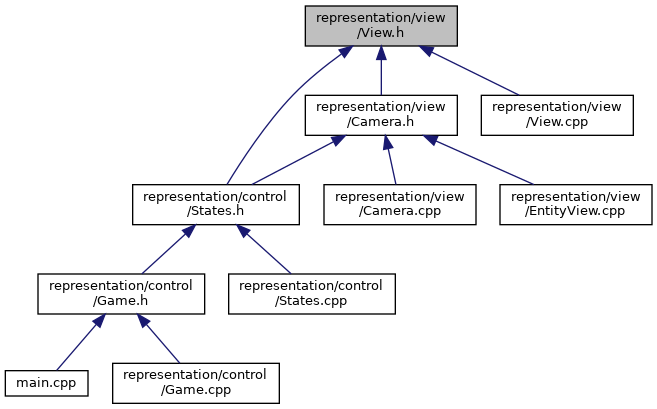 representation/view
/View.h
representation/view
/Camera.h
representation/view
/View.cpp
representation/control
/States.h
representation/view
/Camera.cpp
representation/view
/EntityView.cpp
representation/control
/Game.h
representation/control
/States.cpp
main.cpp
representation/control
/Game.cpp